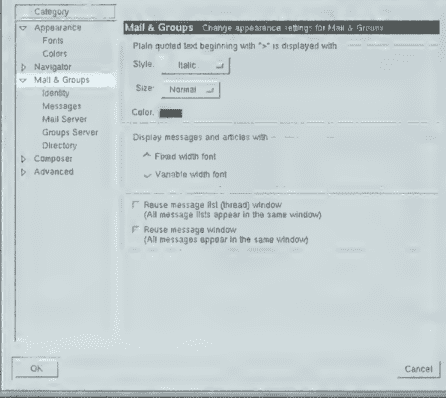 Category
Appearance
Fonts
Colors
Navigator
Mail & Groups
Identity
Messages
Mail Server
Groups Server
Directory
Composer
Advanced
Mail & Groups Change appearance settings for Mail & Groups
Plain quoted text beginning with ">" is displayed with
Style: Italic
Size: Normal
Color:
Display messages and articles with
Fixed width font
Variable width font
Reuse message list (thread) window
(All message lists appear in the same window)
Reuse message window
(All messages appear in the same window)
OK
Cancel